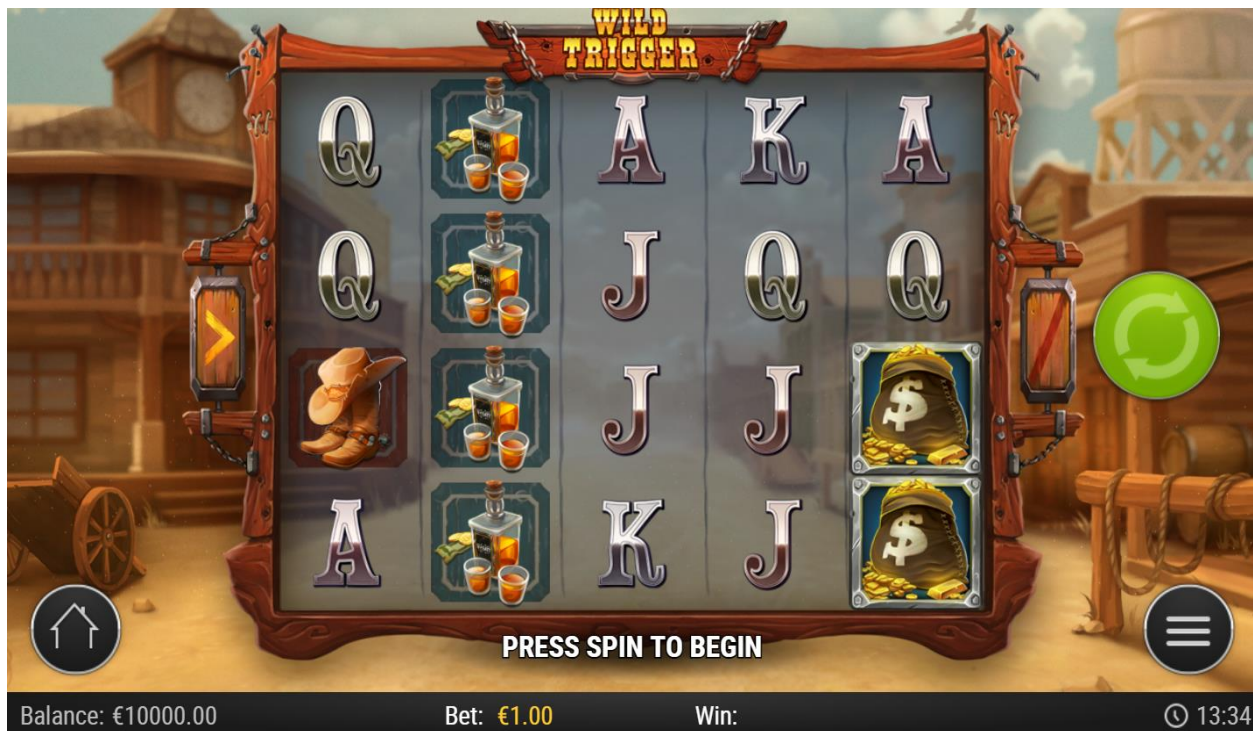 WILD
TRIGGER
Q A K A
Q J Q Q
J J $
A K J $
PRESS SPIN TO BEGIN
Balance: €10000.00 Bet: €1.00 Win: 13:34